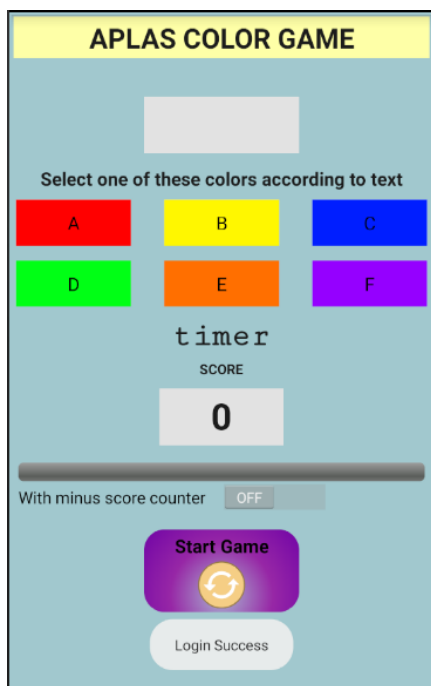 APLAS COLOR GAME
Select one of these colors according to text
A B C
D E F
timer
SCORE
0
With minus score counter OFF
Start Game
Login Success